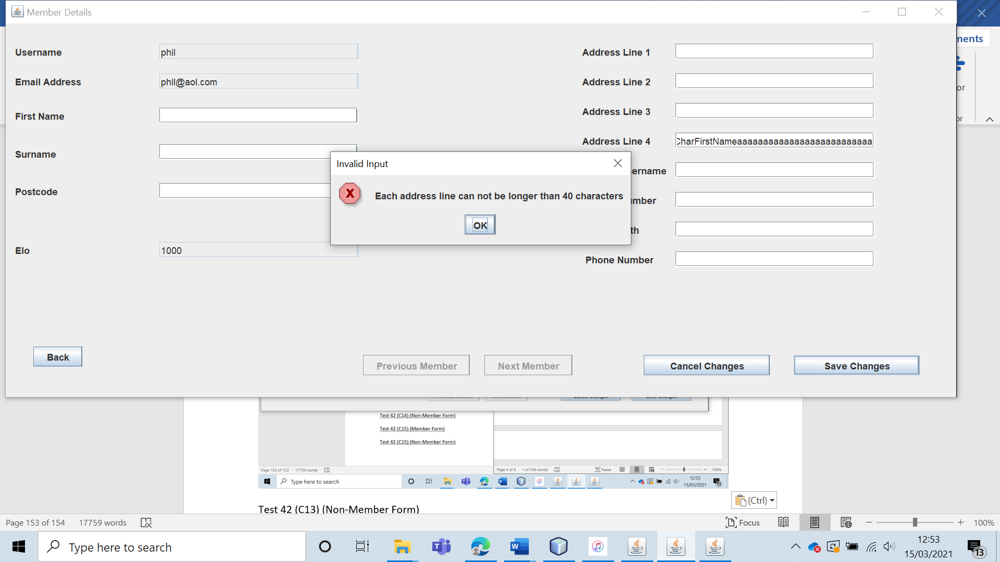 Member Details
ments
Username
phil
Address Line 1
Email Address
phil@aol.com
Address Line 2
or
First Name
Address Line 3
or
Surname
Address Line 4
CharFirstNameaaaaaaaaaaaaaaaaaaaaaaaaaa
Invalid Input
ername
Postcode
Each address line can not be longer than 40 characters
mber
OK
th
Elo
1000
Phone Number
Back
Previous Member
Next Member
Cancel Changes
Save Changes
Test 42 (C14) (Non-Member Form)
Test 42 (C15) (Member Form)
Test 42 (C15) (Non-Member Form)
Page 152 of 153 17759 words
Page 4 of 8 1 of 346 words
Focus
100%
Type here to search
12:53
15/03/2021
13
(Ctrl)
Test 42 (C13) (Non-Member Form)
Page 153 of 154 17759 words
Focus
100%
Type here to search
12:53
15/03/2021
13